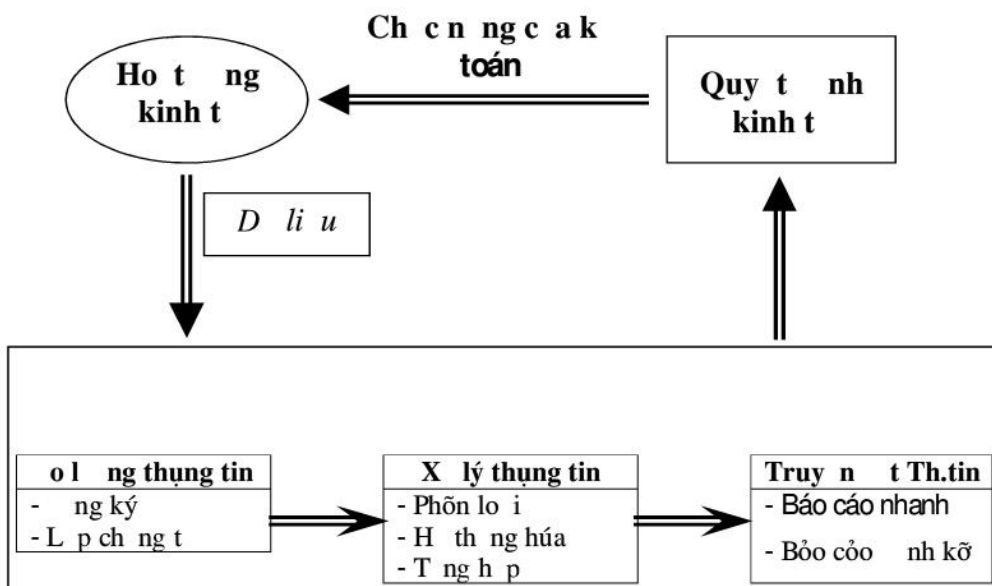 Ch c n ng c a k
toán
Ho t ng
kinh t
Quy t nh
kinh t
D li u
o l ng thụng tin
- ng ký
- L p ch ng t
X lý thụng tin
- Phõn lo i
- H th ng húa
- T ng h p
Truy n t Th.tin
- Báo cáo nhanh
- Bỏo cỏo nh kỡ